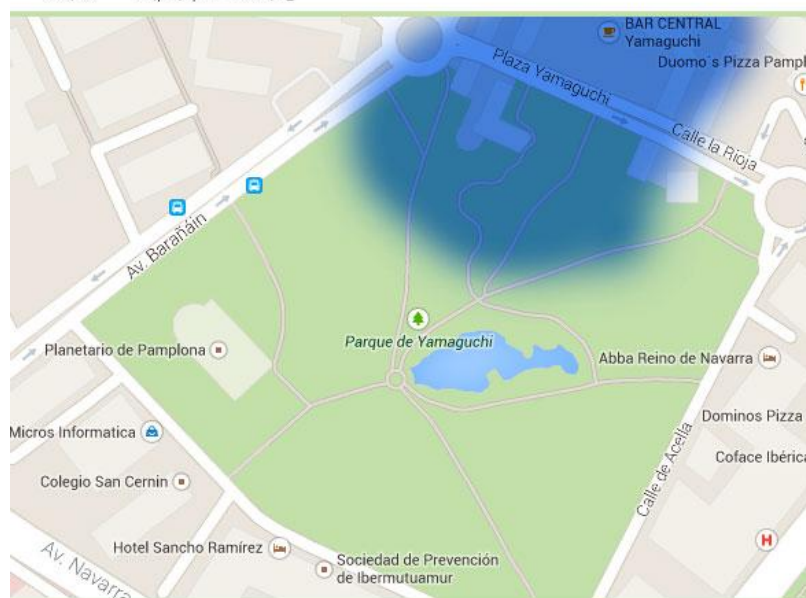 BAR CENTRAL
Yamaguchi
Plaza Yamaguchi
Duomo´s Pizza Pampl
Calle la Rioja
Av. Barañáin
Parque de Yamaguchi
Planetario de Pamplona
Abba Reino de Navarra
Dominos Pizza
Micros Informatica
Coface Ibérica
Calle de Acella
Colegio San Cernin
Hotel Sancho Ramírez
H
Av. Navarra
Sociedad de Prevención
de Ibermutuamur